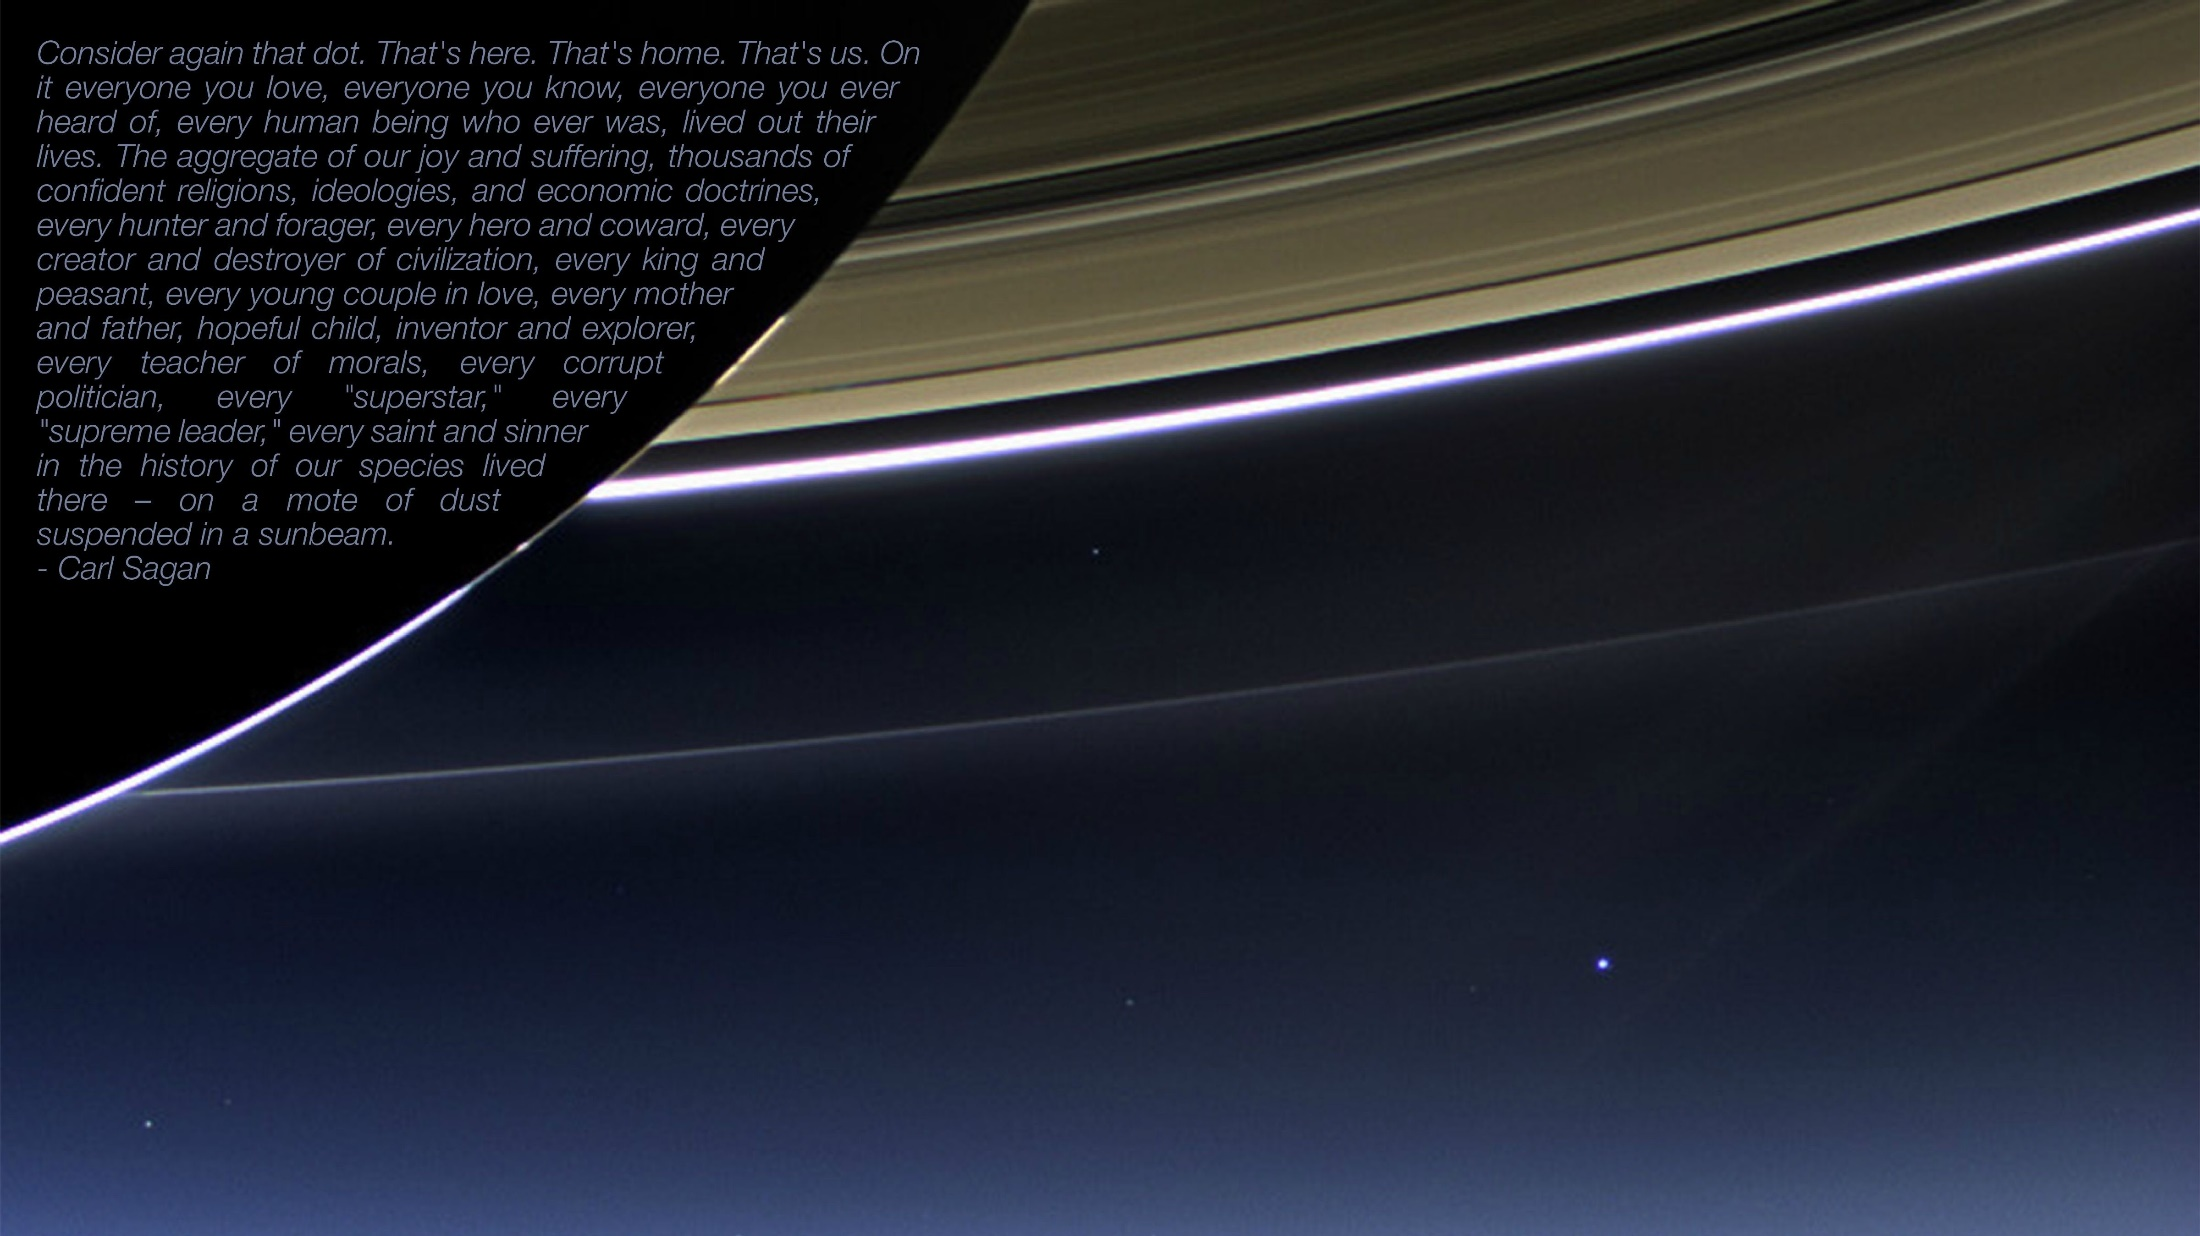 Consider again that dot. That's here. That's home. That's us. On
it everyone you love, everyone you know, everyone you ever
heard of, every human being who ever was, lived out their
lives. The aggregate of our joy and suffering, thousands of
confident religions, ideologies, and economic doctrines,
every hunter and forager, every hero and coward, every
creator and destroyer of civilization, every king and
peasant, every young couple in love, every mother
and father, hopeful child, inventor and explorer,
every teacher of morals, every corrupt
politician, every "superstar," every
"supreme leader," every saint and sinner
in the history of our species lived
there – on a mote of dust
suspended in a sunbeam.
- Carl Sagan